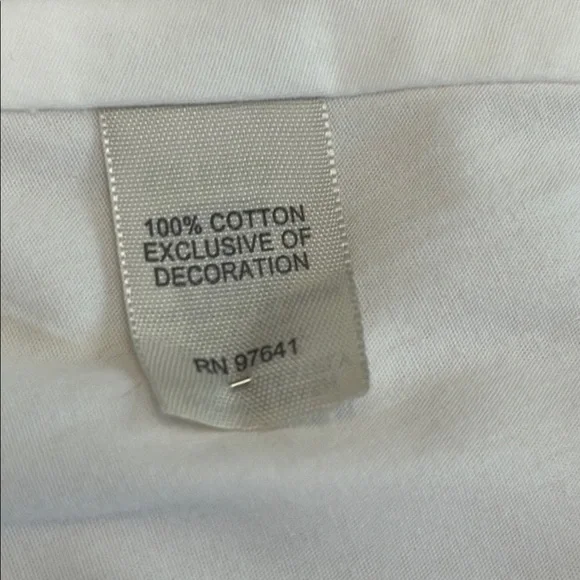 100% COTTON
EXCLUSIVE OF
DECORATION
RN 97641